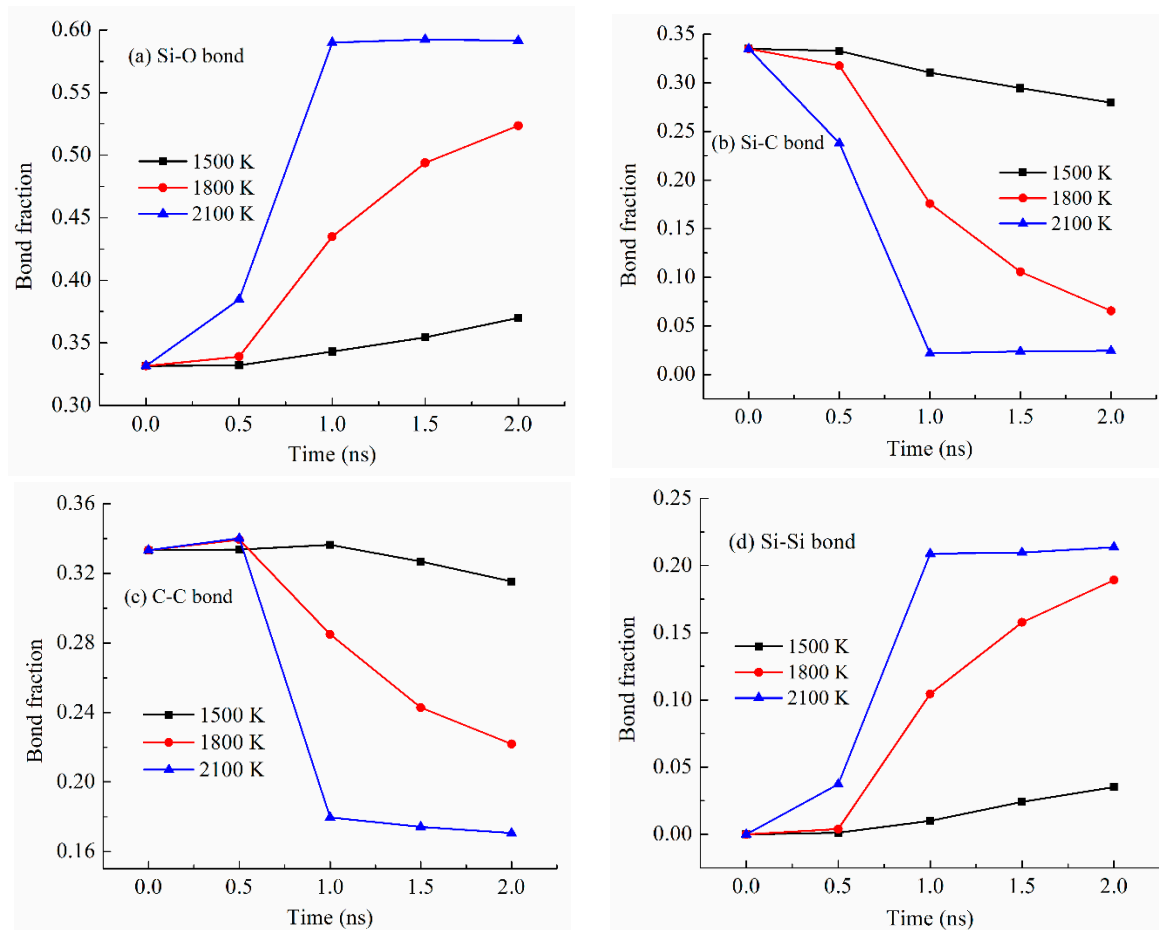 (a) Si-O bond
0.60
0.55
0.50
0.45
0.40
0.35
0.30
Bond fraction
1500 K
1800 K
2100 K
0.0 0.5 1.0 1.5 2.0
Time (ns)
(b) Si-C bond
0.35
0.30
0.25
0.20
0.15
0.10
0.05
0.00
Bond fraction
1500 K
1800 K
2100 K
0.0 0.5 1.0 1.5 2.0
Time (ns)
(c) C-C bond
0.36
0.32
0.28
0.24
0.20
0.16
Bond fraction
1500 K
1800 K
2100 K
0.0 0.5 1.0 1.5 2.0
Time (ns)
(d) Si-Si bond
0.25
0.20
0.15
0.10
0.05
0.00
Bond fraction
1500 K
1800 K
2100 K
0.0 0.5 1.0 1.5 2.0
Time (ns)